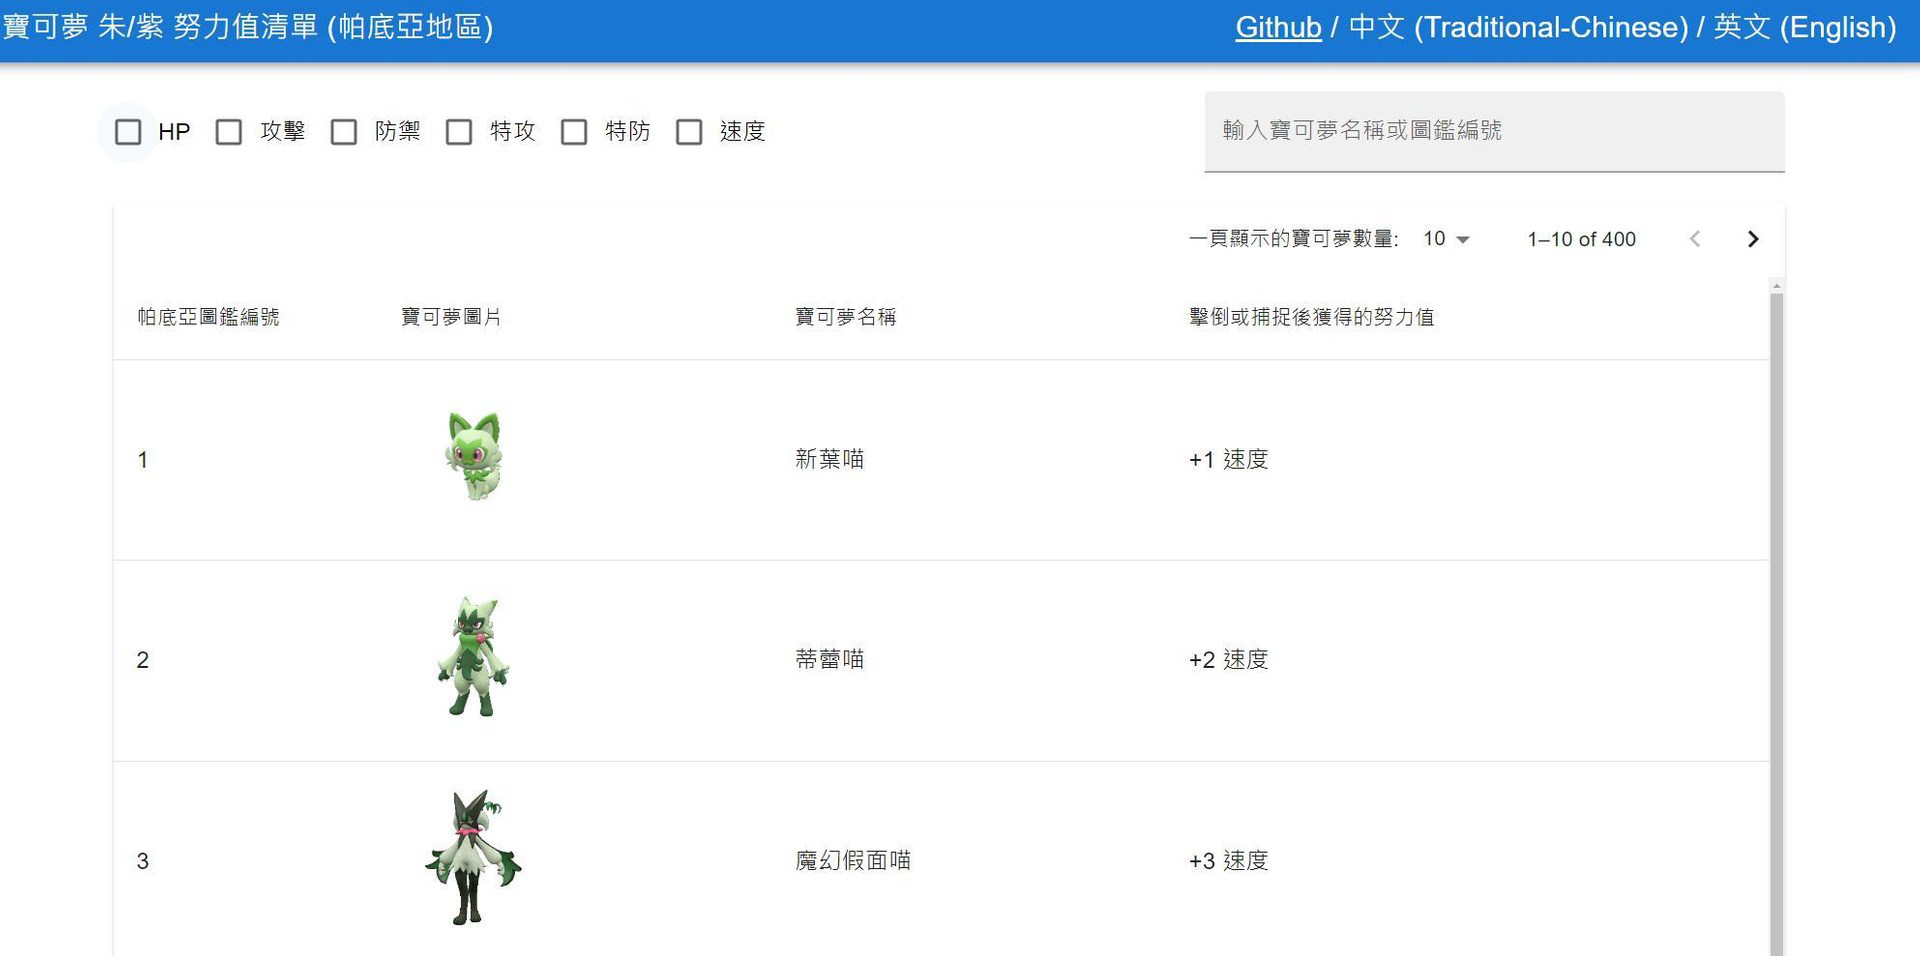 寶可夢 朱/紫 努力值清單 (帕底亞地區)
Github / 中文 (Traditional-Chinese) / 英文 (English)
HP 攻擊 防禦 特攻 特防 速度
輸入寶可夢名稱或圖鑑編號
一頁顯示的寶可夢數量: 10 1–10 of 400
帕底亞圖鑑編號 寶可夢圖片 寶可夢名稱 擊倒或捕捉後獲得的努力值
1 新葉喵 +1 速度
2 蒂蕾喵 +2 速度
3 魔幻假面喵 +3 速度